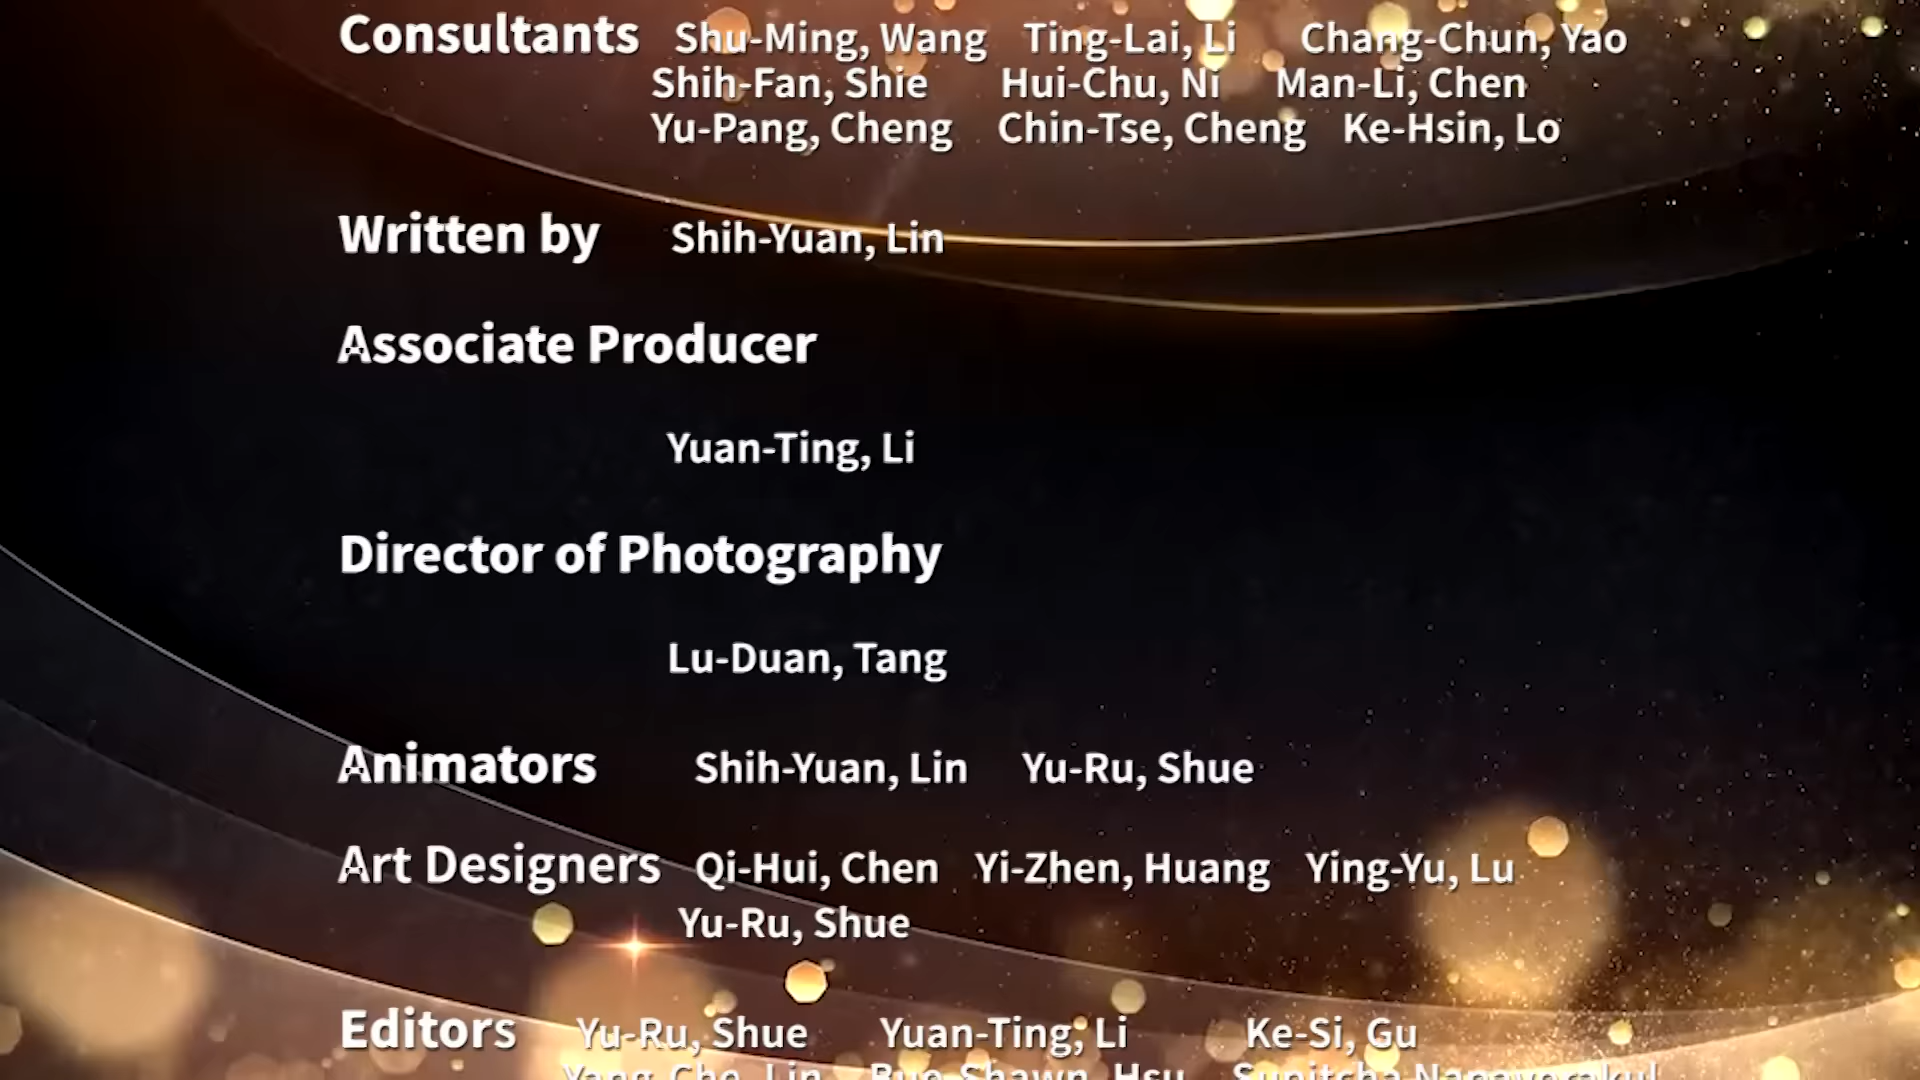 Consultants Shu-Ming, Wang Ting-Lai, Li Chang-Chun, Yao
Shih-Fan, Shie Hui-Chu, Ni Man-Li, Chen
Yu-Pang, Cheng Chin-Tse, Cheng Ke-Hsin, Lo
Written by Shih-Yuan, Lin
Associate Producer
Yuan-Ting, Li
Director of Photography
Lu-Duan, Tang
Animators Shih-Yuan, Lin Yu-Ru, Shue
Art Designers Qi-Hui, Chen Yi-Zhen, Huang Ying-Yu, Lu
Yu-Ru, Shue
Editors Yu-Ru, Shue Yuan-Ting, Li Ke-Si, Gu
Lin Hsu